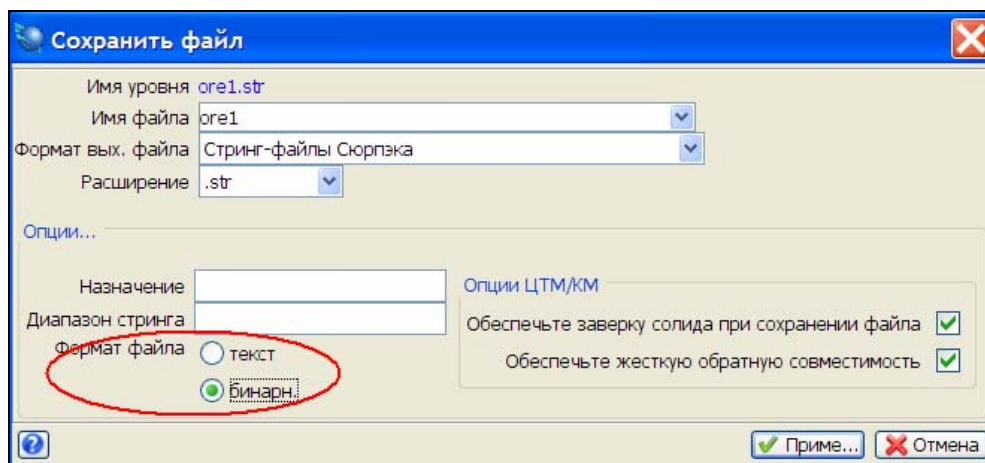 Сохранить файл
Имя уровня ore1.str
Имя файла ore1
Формат вых. файла Стринг-файлы Сюрпэка
Расширение .str
Опции...
Назначение
Диапазон стринга
Формат файла текст
бинарн.
Опции ЦТМ/КМ
Обеспечьте заверку солида при сохранении файла
Обеспечьте жесткую обратную совместимость
? Приме... Отмена